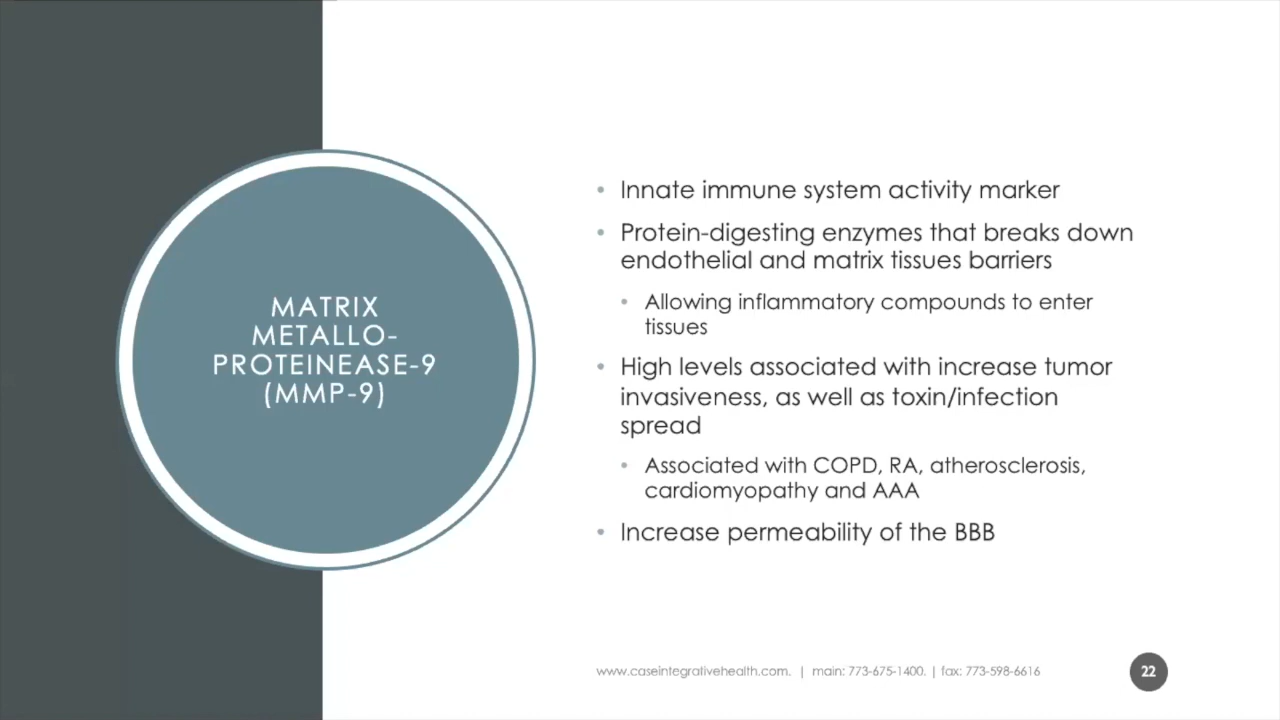 MATRIX
METALLO-
PROTEINEASE-9
(MMP-9)
• Innate immune system activity marker
• Protein-digesting enzymes that breaks down
endothelial and matrix tissues barriers
• Allowing inflammatory compounds to enter
tissues
• High levels associated with increase tumor
invasiveness, as well as toxin/infection
spread
• Associated with COPD, RA, atherosclerosis,
cardiomyopathy and AAA
• Increase permeability of the BBB
www.caseintegrativehealth.com. | main: 773-675-1400. | fax: 773-598-6616
22